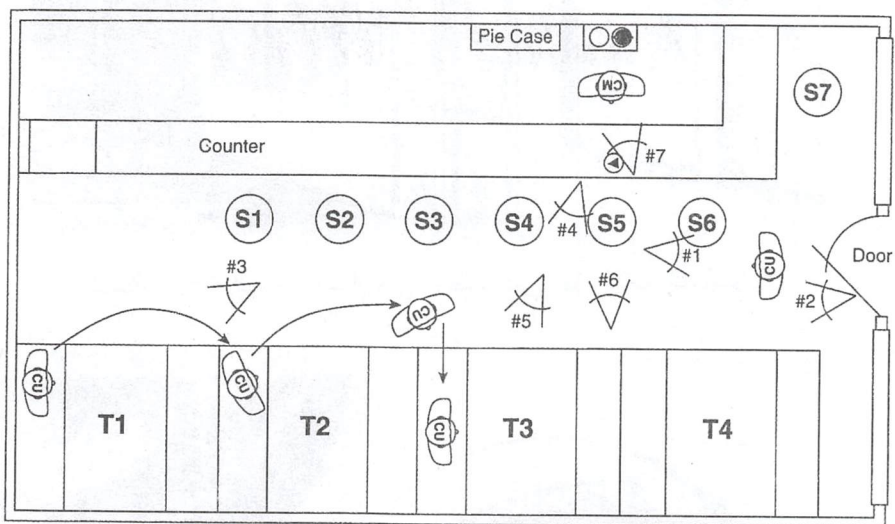 Pie Case
CM
S7
Counter
#7
S1
S2
S3
S4
#4
S5
S6
#1
CU
Door
#3
#6
#2
#5
CU
CU
CU
CU
T1
T2
T3
T4